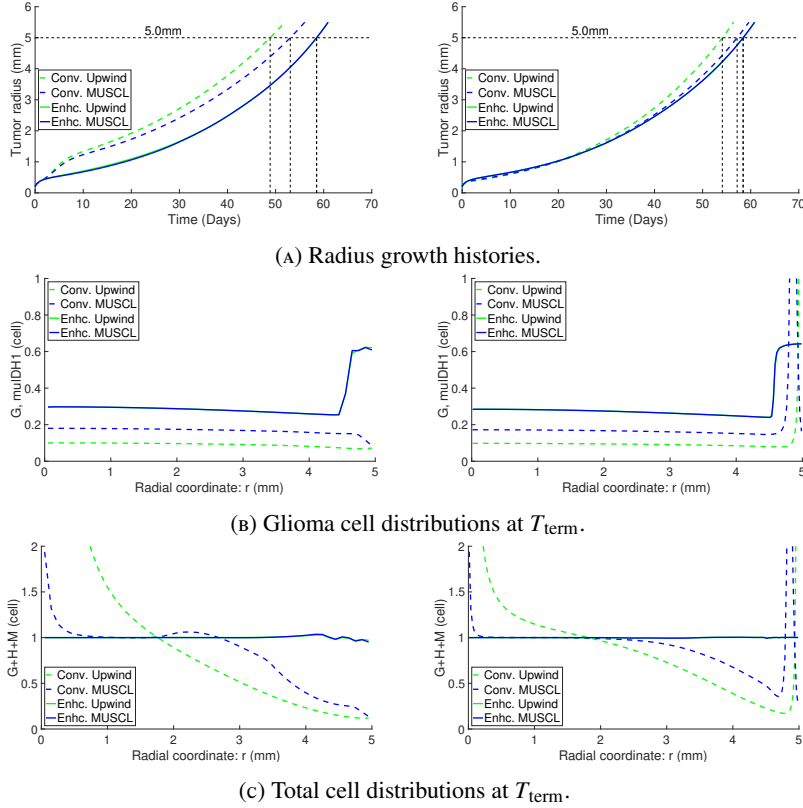 5.0mm
Tumor radius (mm)
5
4
3
2
1
0
Conv. Upwind
Conv. MUSCL
Enhc. Upwind
Enhc. MUSCL
0 10 20 30 40 50 60 70
Time (Days)
5.0mm
Tumor radius (mm)
5
4
3
2
1
0
Conv. Upwind
Conv. MUSCL
Enhc. Upwind
Enhc. MUSCL
0 10 20 30 40 50 60 70
Time (Days)
(A) Radius growth histories.
G, mulDH1 (cell)
1
0.8
0.6
0.4
0.2
0
Conv. Upwind
Conv. MUSCL
Enhc. Upwind
Enhc. MUSCL
0 1 2 3 4 5
Radial coordinate: r (mm)
G, mulDH1 (cell)
1
0.8
0.6
0.4
0.2
0
Conv. Upwind
Conv. MUSCL
Enhc. Upwind
Enhc. MUSCL
0 1 2 3 4 5
Radial coordinate: r (mm)
(B) Glioma cell distributions at Tterm.
G+H+M (cell)
2
1.5
1
0.5
0
Conv. Upwind
Conv. MUSCL
Enhc. Upwind
Enhc. MUSCL
0 1 2 3 4 5
Radial coordinate: r (mm)
G+H+M (cell)
2
1.5
1
0.5
0
Conv. Upwind
Conv. MUSCL
Enhc. Upwind
Enhc. MUSCL
0 1 2 3 4 5
Radial coordinate: r (mm)
(C) Total cell distributions at Tterm.